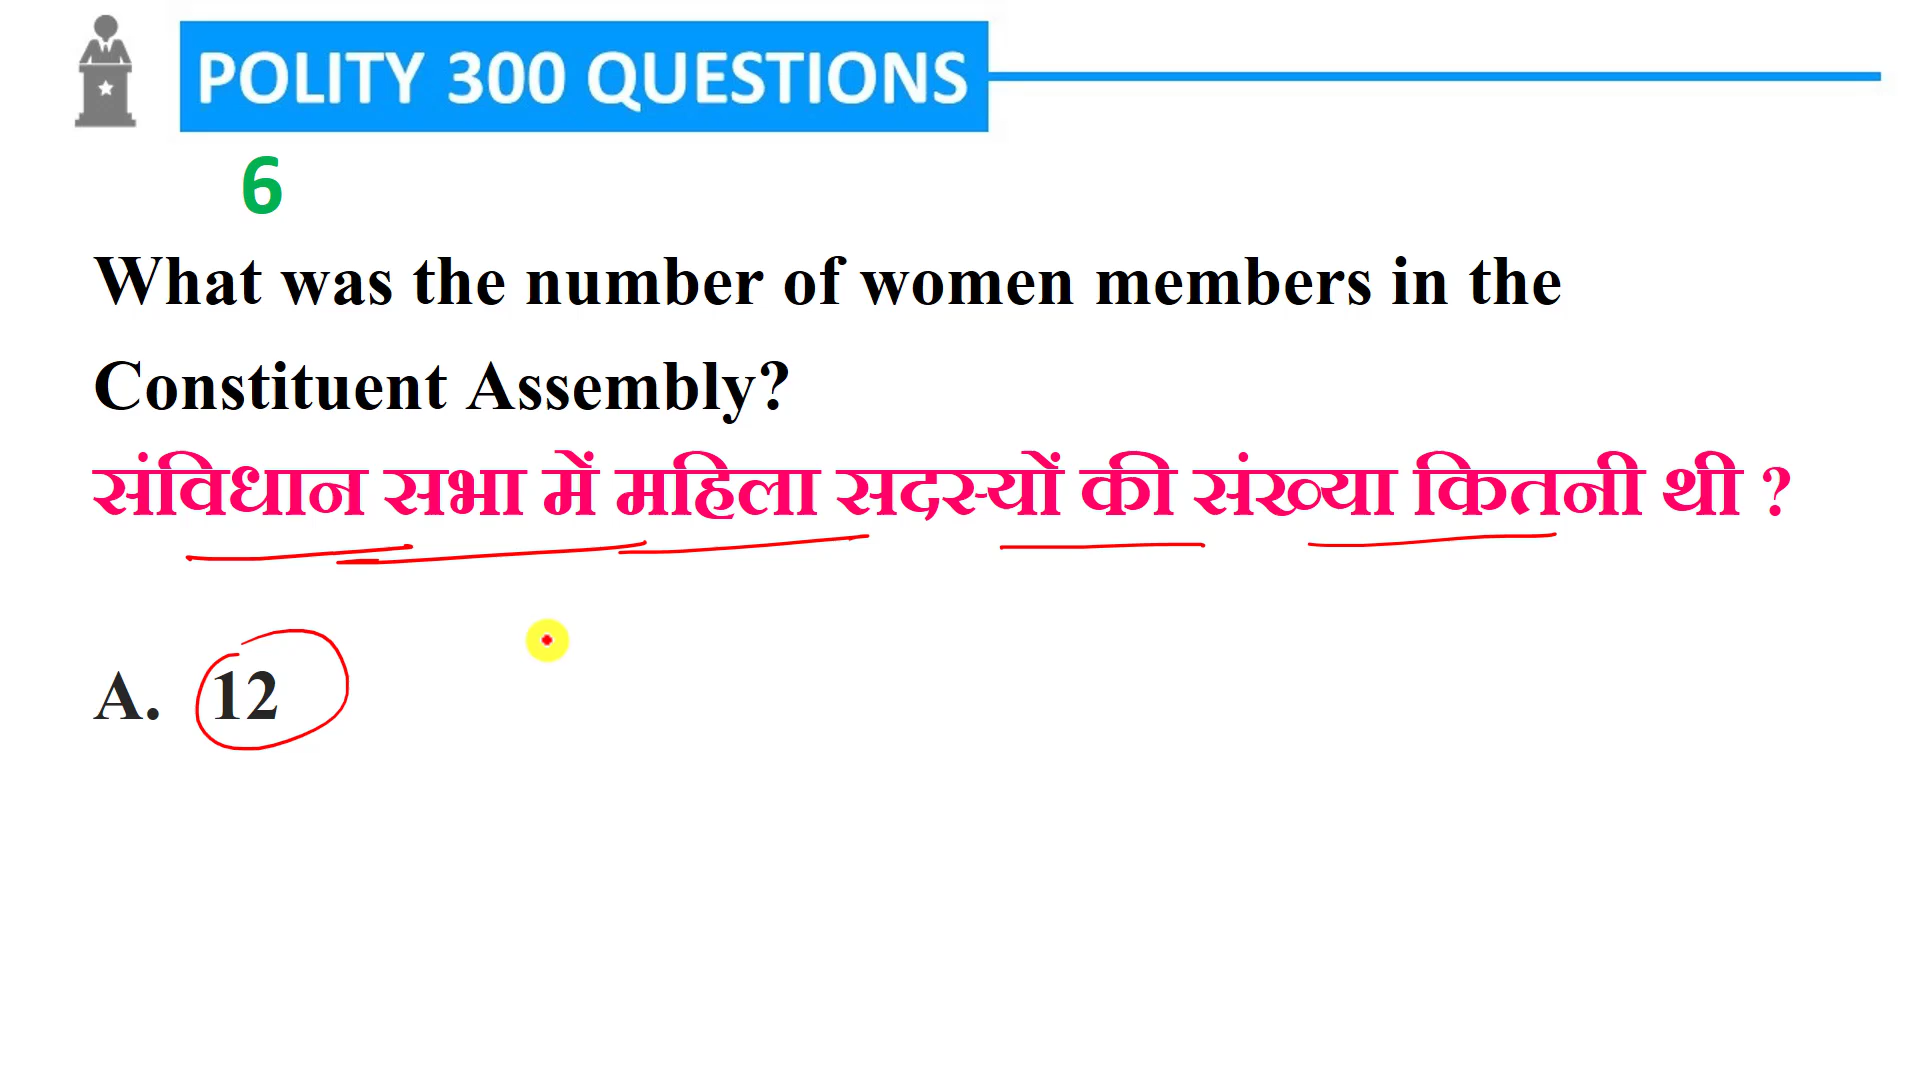 POLITY 300 QUESTIONS
6
What was the number of women members in the
Constituent Assembly?
संविधान सभा में महिला सदस्यों की संख्या कितनी थी ?
A. 12